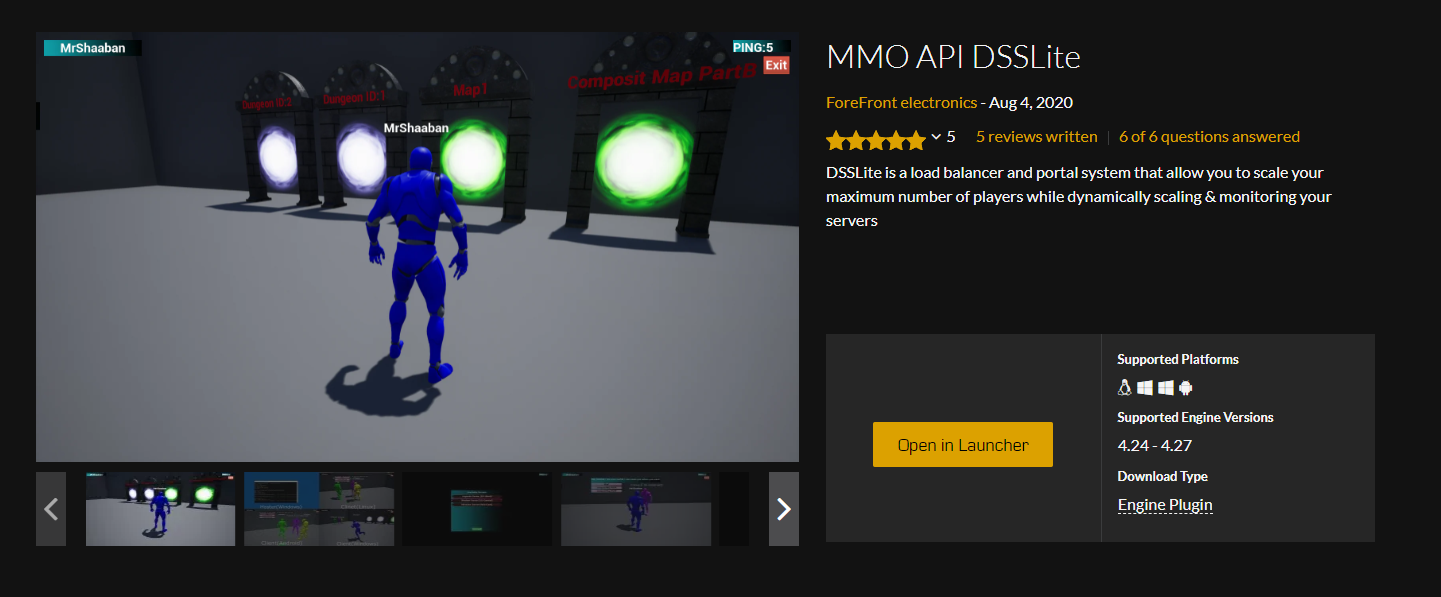 MrShaaban
PING:5
Exit
Dungeon ID:2
Dungeon ID:1
Map1
Composit Map PartB
MrShaaban
MMO API DSSLite
ForeFront electronics - Aug 4, 2020
5 5 reviews written 6 of 6 questions answered
DSSLite is a load balancer and portal system that allow you to scale your
maximum number of players while dynamically scaling & monitoring your
servers
Open in Launcher
Supported Platforms
Supported Engine Versions
4.24 - 4.27
Download Type
Engine Plugin